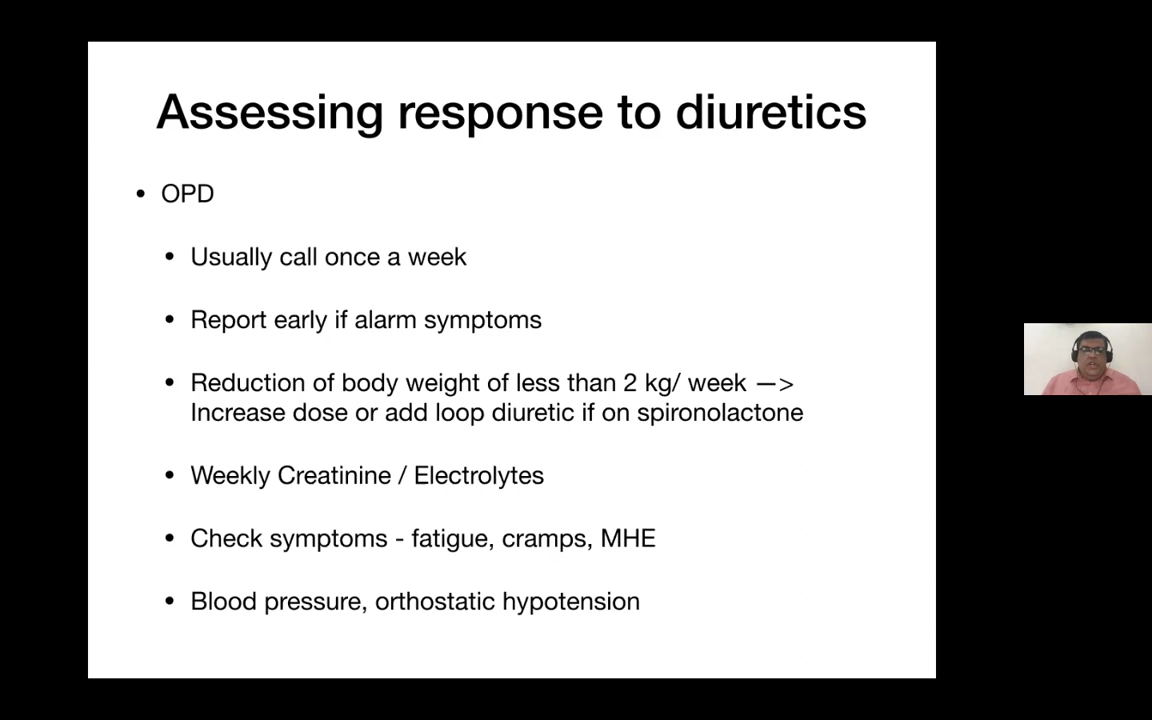 Assessing response to diuretics
• OPD
• Usually call once a week
• Report early if alarm symptoms
• Reduction of body weight of less than 2 kg/ week —>
Increase dose or add loop diuretic if on spironolactone
• Weekly Creatinine / Electrolytes
• Check symptoms - fatigue, cramps, MHE
• Blood pressure, orthostatic hypotension